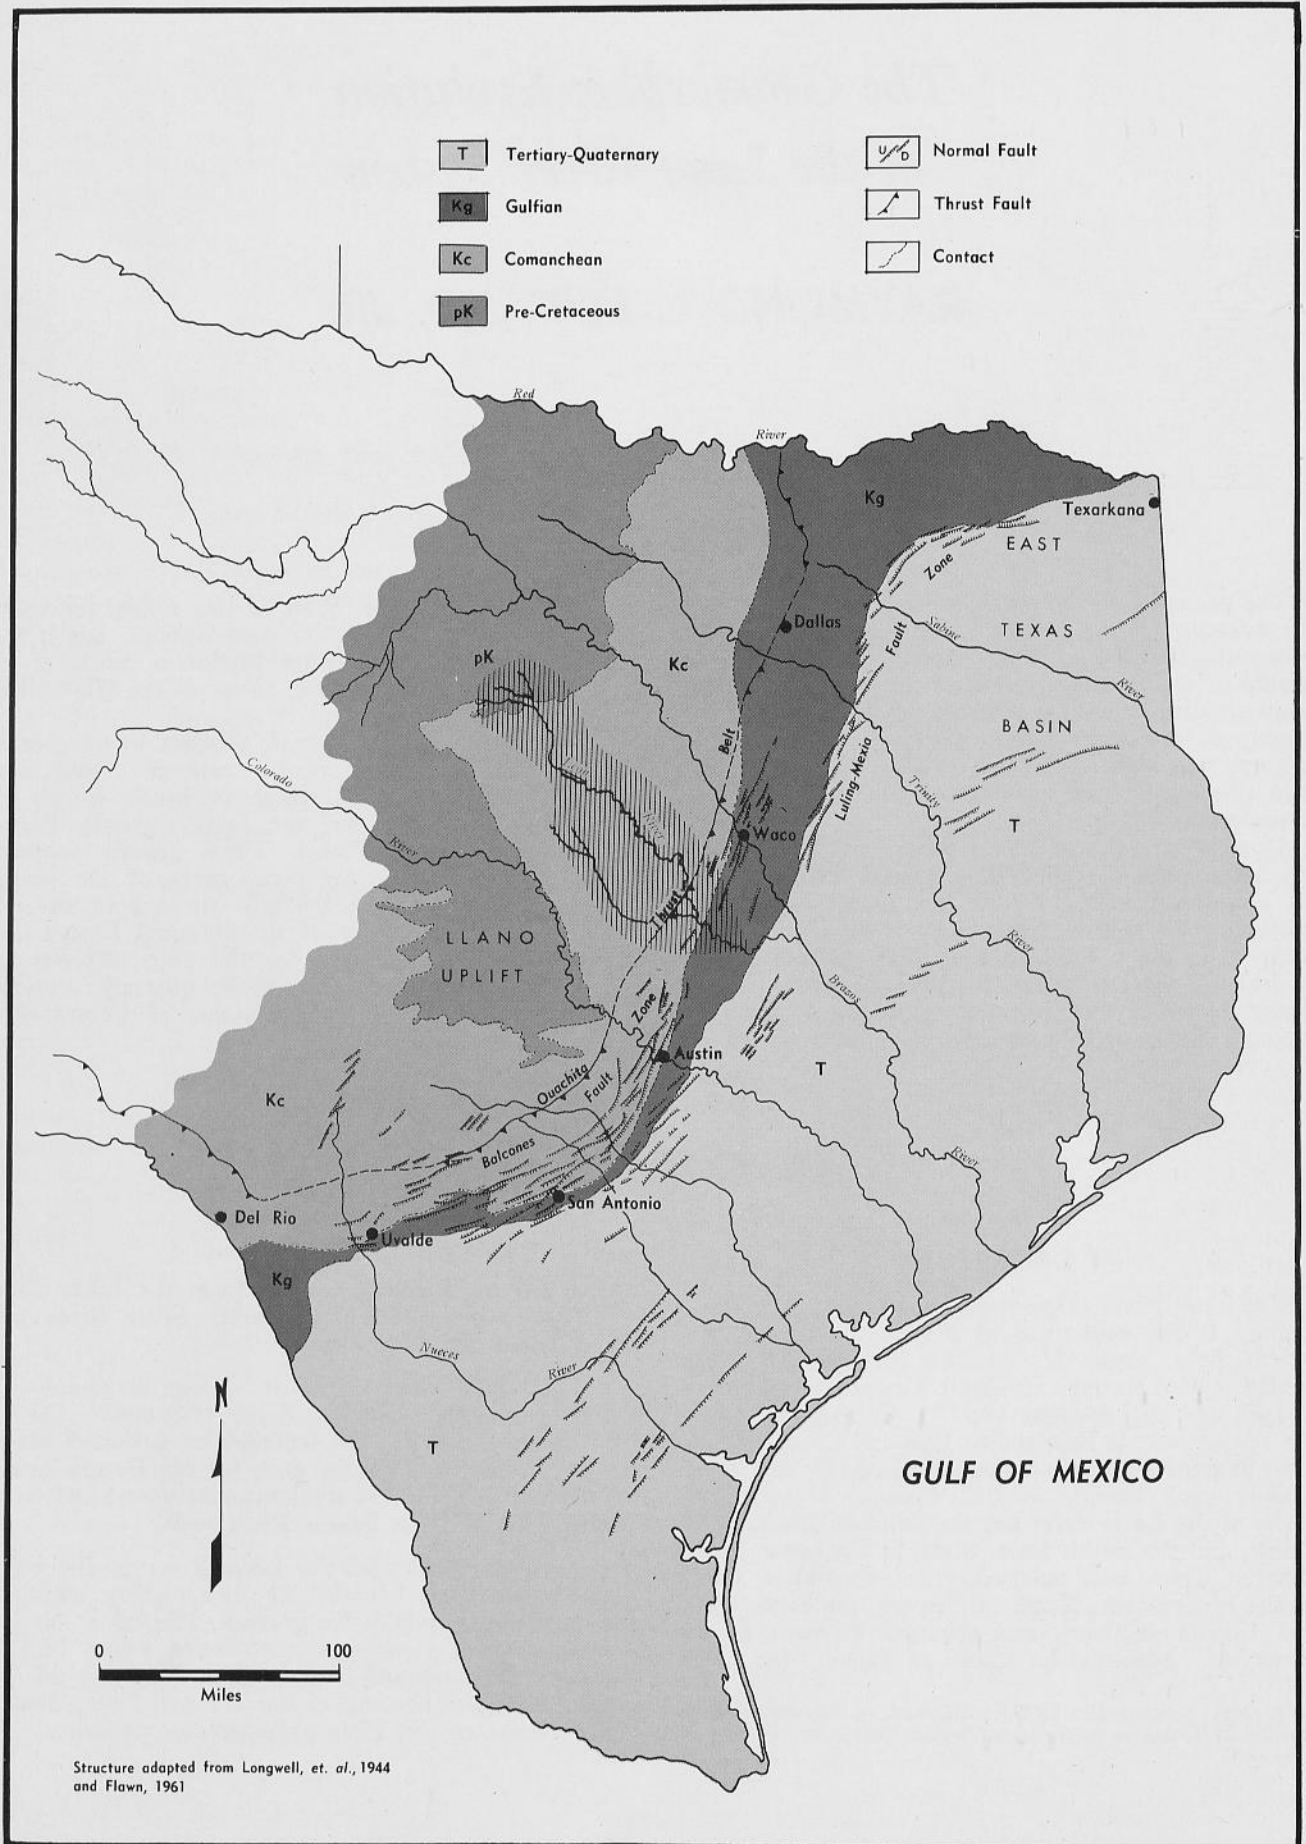 T Tertiary-Quaternary
Kg Gulfian
Kc Comanchean
pK Pre-Cretaceous
U/D Normal Fault
Thrust Fault
Contact
Red
River
Kg
Texarkana
EAST
Zone
Dallas
Sabine
TEXAS
Fault
pK
Kc
River
BASIN
Belt
Colorado
Luling-Mexia
Trinity
River
T
Waco
River
Thrust
LLANO
UPLIFT
River
Brazos
Zone
Austin
T
Kc
Ouachita
Fault
Balcones
River
San Antonio
Del Rio
Uvalde
Kg
Nueces
River
N
T
GULF OF MEXICO
0 100
Miles
Structure adapted from Longwell, et. al., 1944
and Flawn, 1961